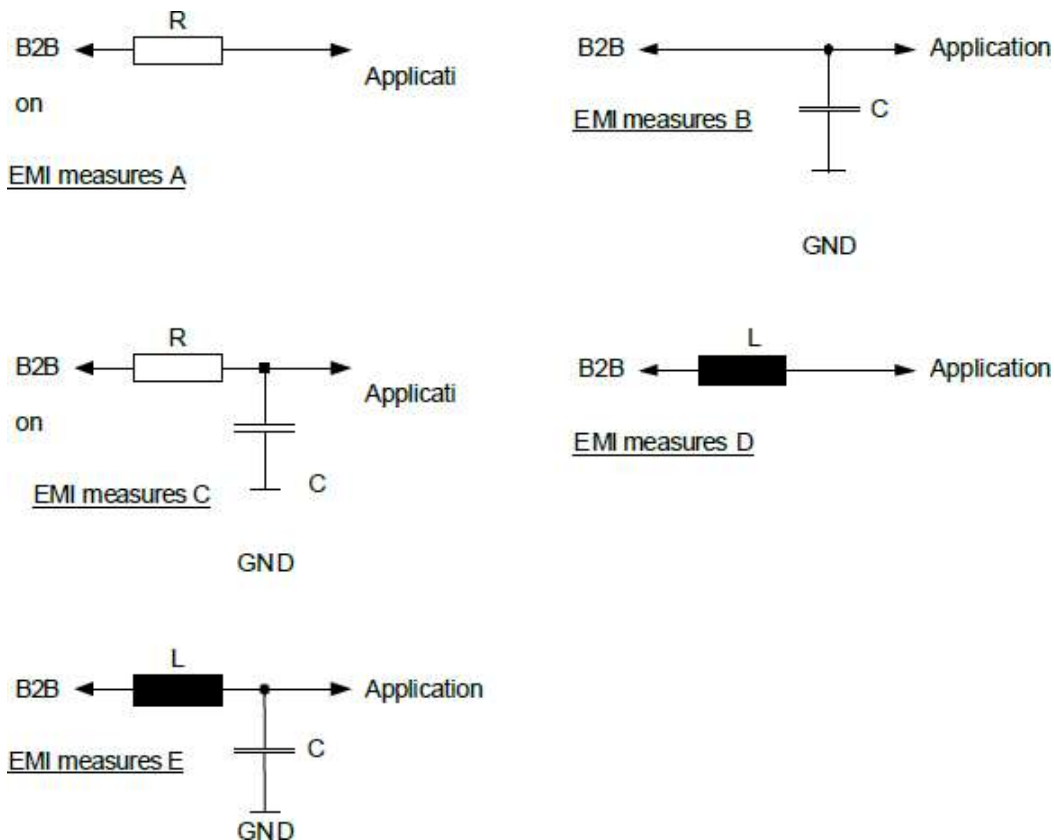 R
B2B
Applicati
on
EMI measures A
B2B
Application
C
EMI measures B
GND
R
B2B
Applicati
on
C
EMI measures C
GND
L
B2B
Application
EMI measures D
L
B2B
Application
C
EMI measures E
GND